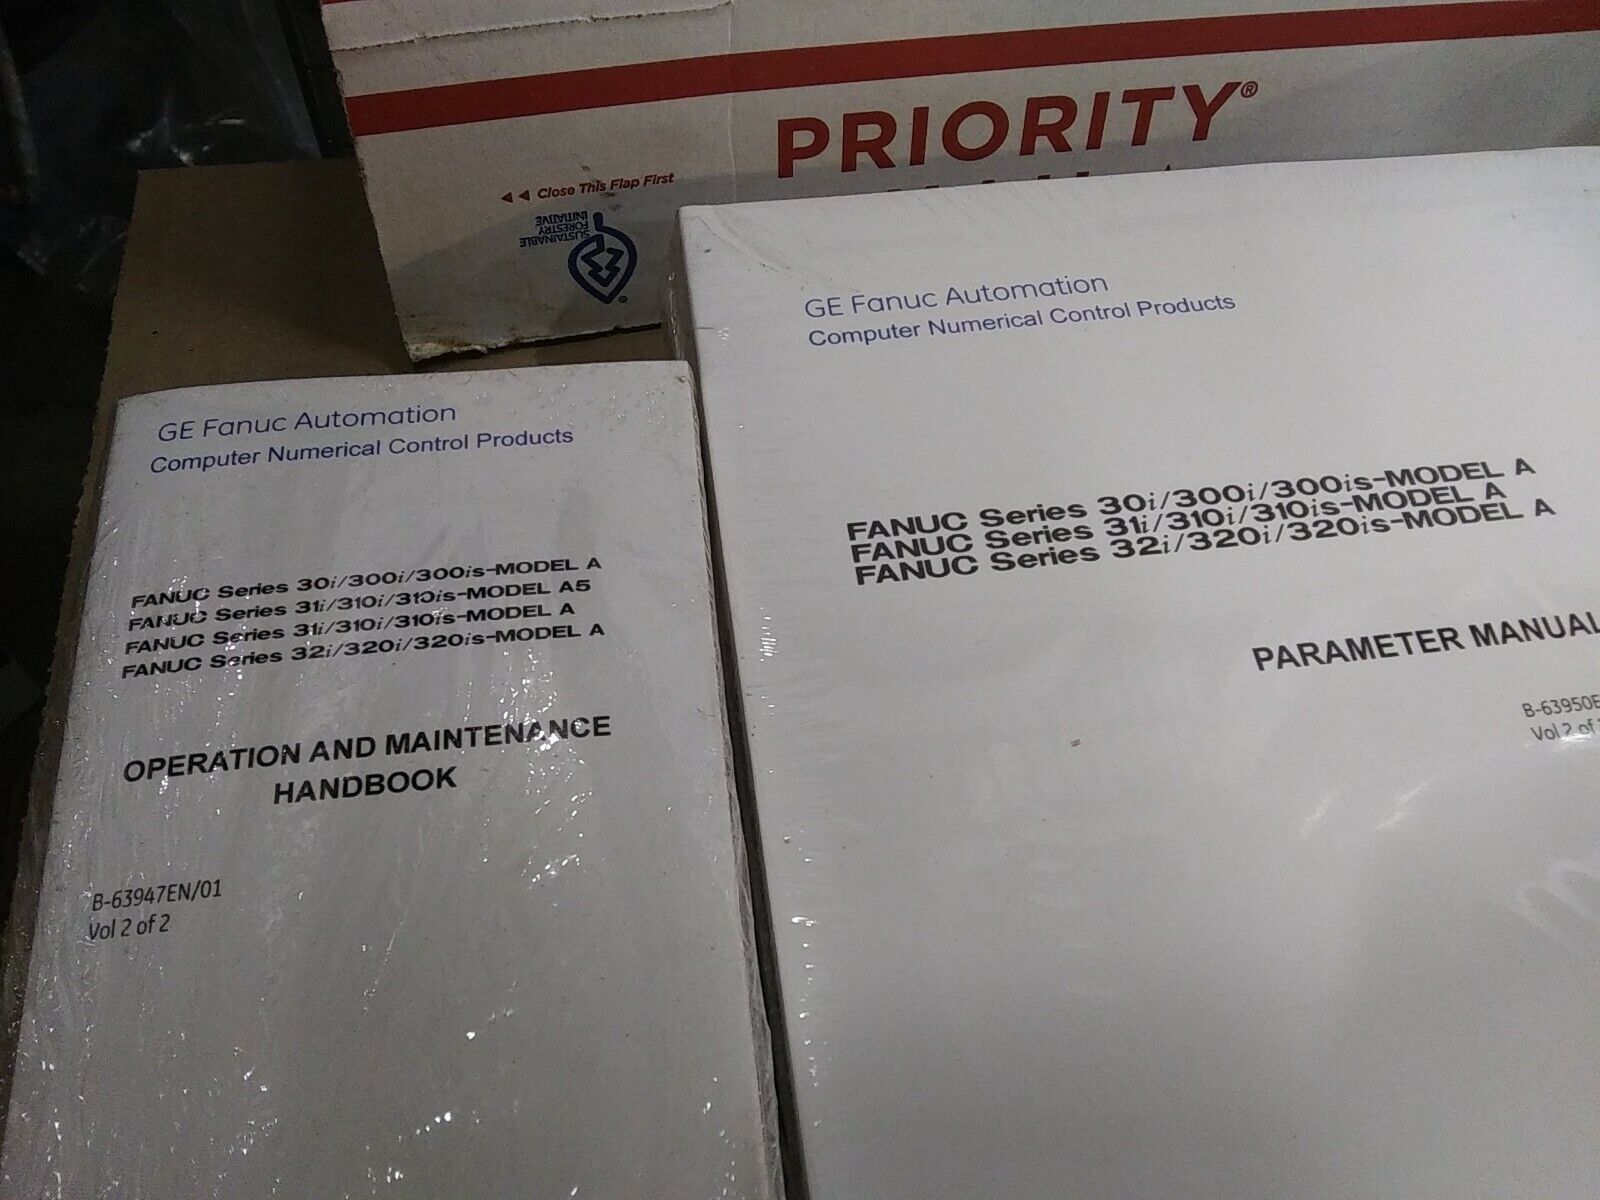 PRIORITY®
Close This Flap First
SUSTAINABLE
FORESTRY
INITIATIVE
GE Fanuc Automation
Computer Numerical Control Products
FANUC Series 30i/300i/300is-MODEL A
FANUC Series 31i/310i/310is-MODEL A5
FANUC Series 31i/310i/310is-MODEL A
FANUC Series 32i/320i/320is-MODEL A
OPERATION AND MAINTENANCE
HANDBOOK
B-63947EN/01
Vol 2 of 2
GE Fanuc Automation
Computer Numerical Control Products
FANUC Series 30i/300i/300is-MODEL A
FANUC Series 31i/310i/310is-MODEL A
FANUC Series 32i/320i/320is-MODEL A
PARAMETER MANUAL
B-63950E
Vol 2 of